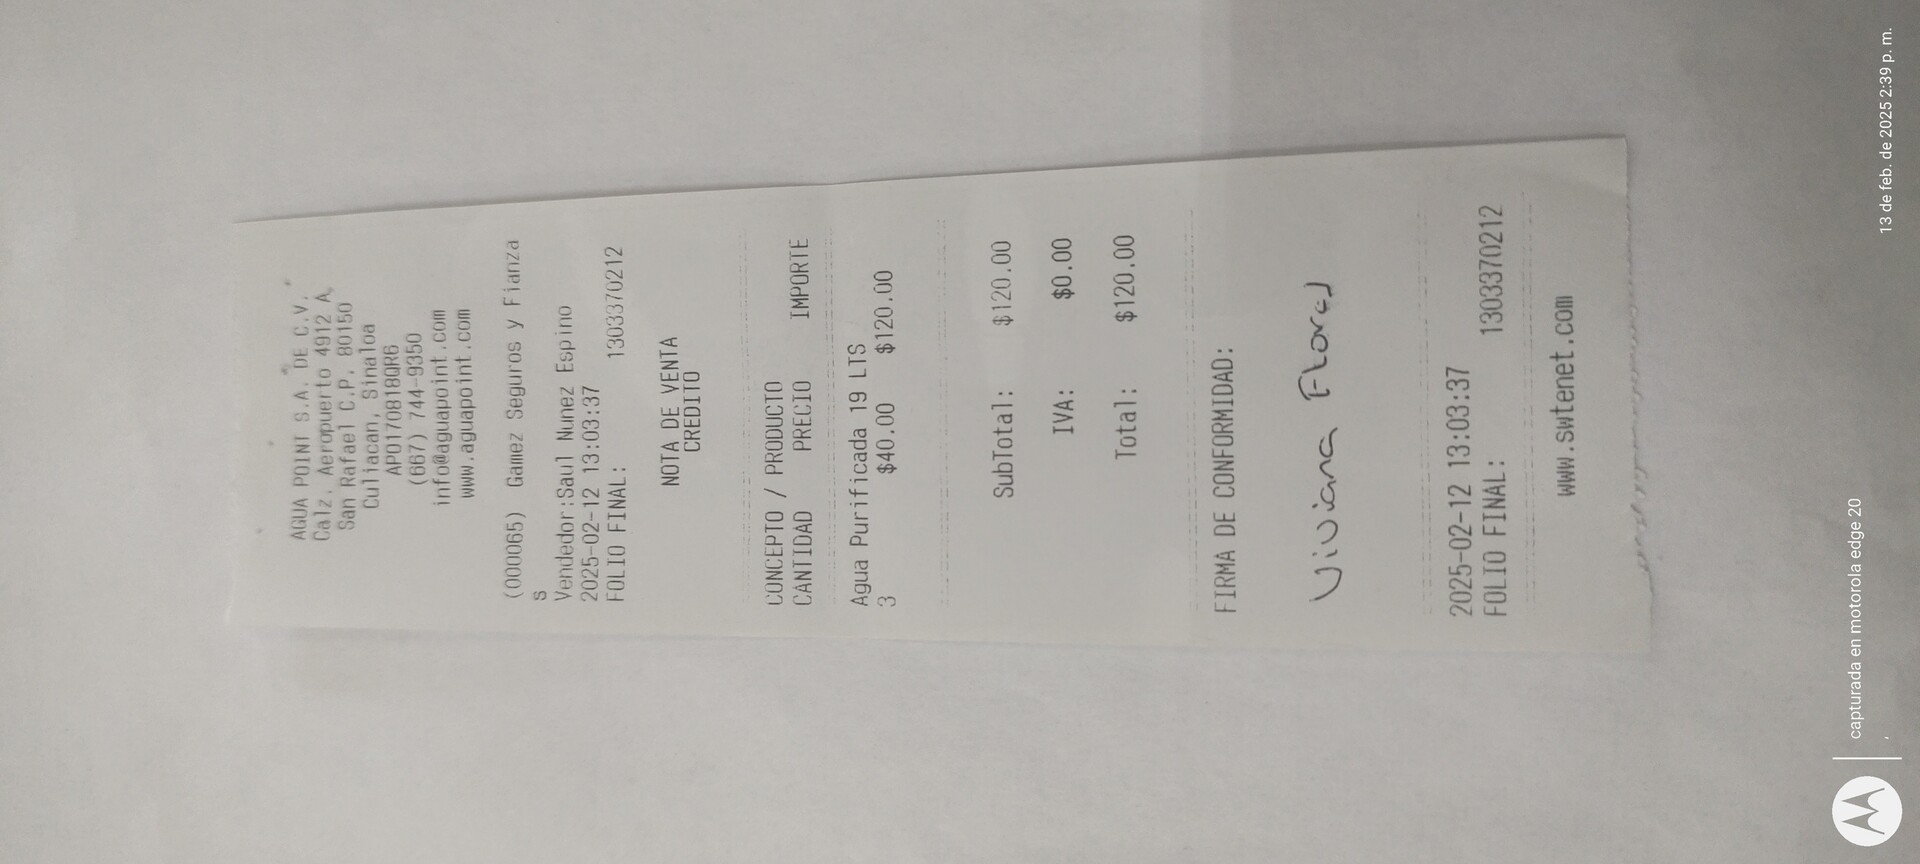 AGUA POINT S.A. DE C.V.
Calz. Aeropuerto 4912 A
San Rafael C.P. 80150
Culiacan, Sinaloa
APO170818QR6
(667) 744-9350
info@aguapoint.com
www.aguapoint.com
(000065) Gamez Seguros y Fianza
s
Vendedor:Saul Nunez Espino
2025-02-12 13:03:37
FOLIO FINAL: 1303370212
NOTA DE VENTA
CREDITO
CONCEPTO / PRODUCTO
CANTIDAD PRECIO IMPORTE
Agua Purificada 19 LTS
3 $40.00 $120.00
SubTotal: $120.00
IVA: $0.00
Total: $120.00
FIRMA DE CONFORMIDAD:
Viviana Flores
2025-02-12 13:03:37
FOLIO FINAL: 1303370212
www.swtenet.com
capturada en motorola edge 20
13 de feb. de 2025 2:39 p. m.